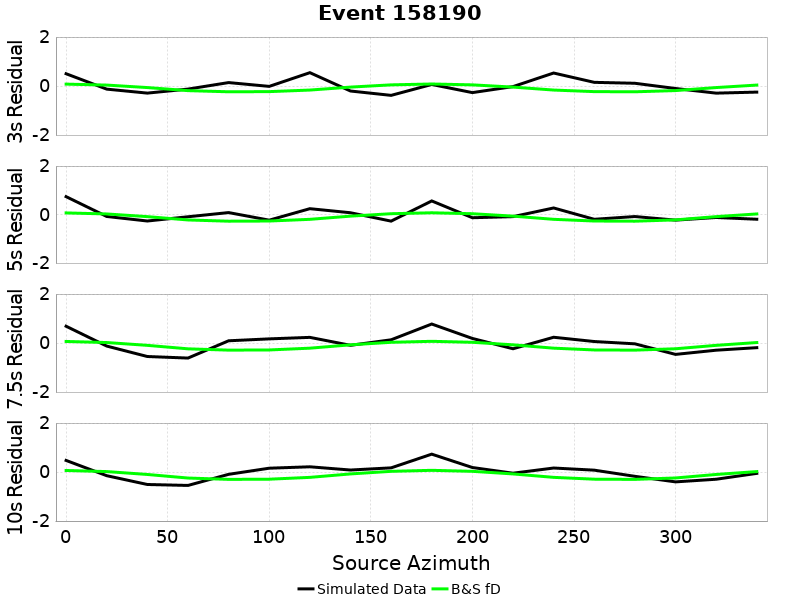 Event 158190
3s Residual
2
0
-2
5s Residual
2
0
-2
7.5s Residual
2
0
-2
10s Residual
2
0
-2
0 50 100 150 200 250 300
Source Azimuth
Simulated Data B&S fD